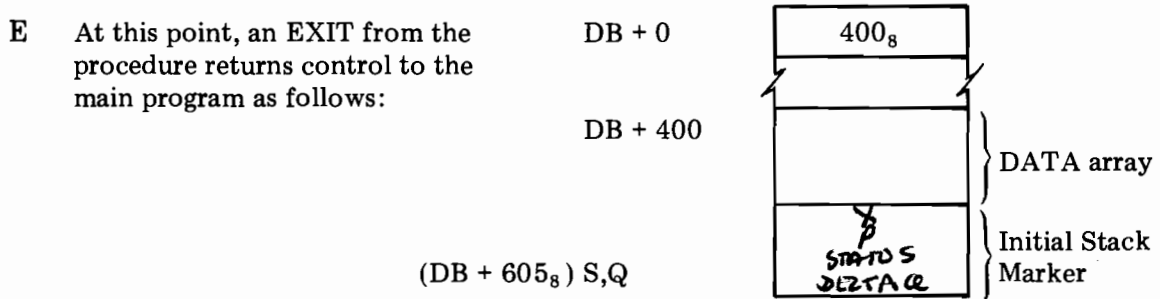 E At this point, an EXIT from the DB + 0 400₈
procedure returns control to the
main program as follows:
DB + 400
DATA array
X
P
STATUS
DELTA Q
Initial Stack
Marker
(DB + 605₈) S,Q